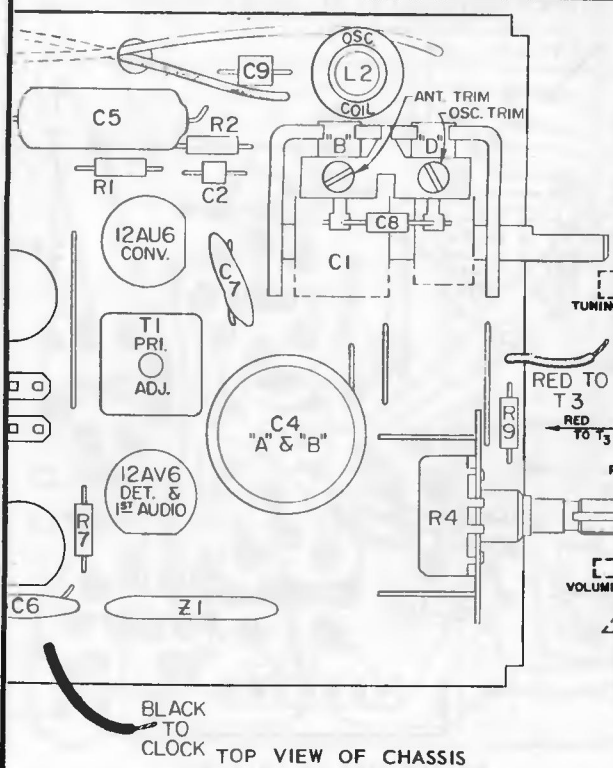 OSC.
L2
COIL
C9
C5
R2
ANT. TRIM
OSC. TRIM
"B"
"D"
R1
C2
C8
12AU6
CONV.
C7
C1
T1
PRI.
ADJ.
TUNIN
RED TO
T3
C4
"A" & "B"
R9
RED
TO T3
12AV6
DET. &
1ST AUDIO
R7
R4
C6
Z1
VOLUME
BLACK
TO
CLOCK
TOP VIEW OF CHASSIS